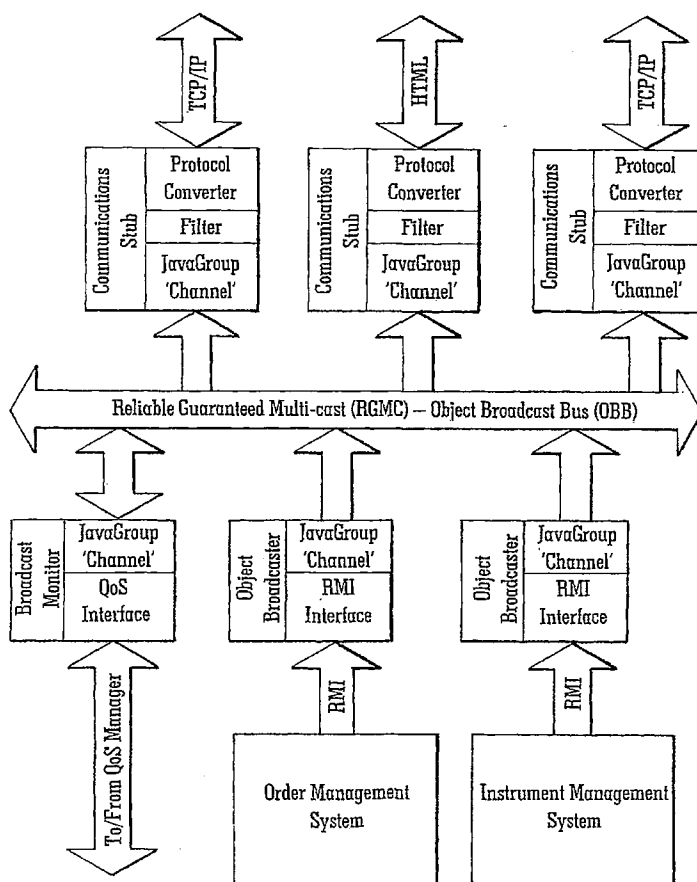 TCP/IP
HTML
TCP/IP
Communications
Stub
Protocol
Converter
Filter
JavaGroup
'Channel'
Communications
Stub
Protocol
Converter
Filter
JavaGroup
'Channel'
Communications
Stub
Protocol
Converter
Filter
JavaGroup
'Channel'
Reliable Guaranteed Multi-cast (RGMC) – Object Broadcast Bus (OBB)
Broadcast
Monitor
JavaGroup
'Channel'
QoS
Interface
Object
Broadcaster
JavaGroup
'Channel'
RMI
Interface
Object
Broadcaster
JavaGroup
'Channel'
RMI
Interface
To/From QoS Manager
RMI
RMI
Order Management
System
Instrument Management
System